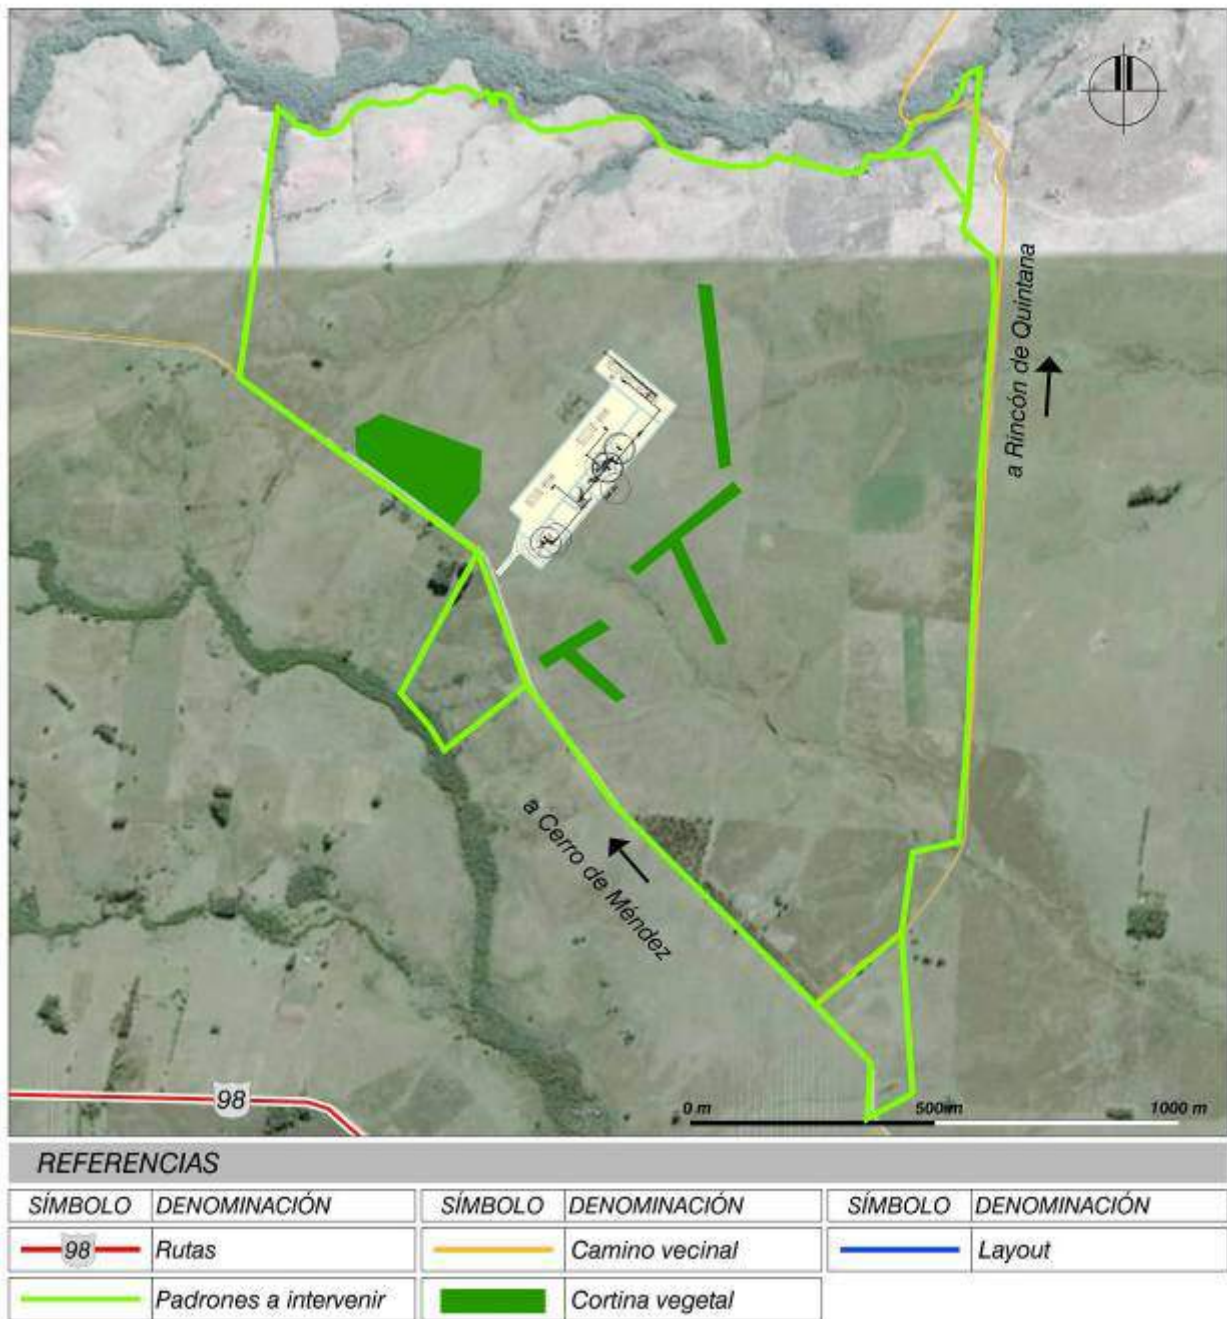 a Rincón de Quintana
a Cerro de Méndez
98
0 m 500m 1000 m
REFERENCIAS
SÍMBOLO DENOMINACIÓN SÍMBOLO DENOMINACIÓN SÍMBOLO DENOMINACIÓN
98 Rutas Camino vecinal Layout
Padrones a intervenir Cortina vegetal